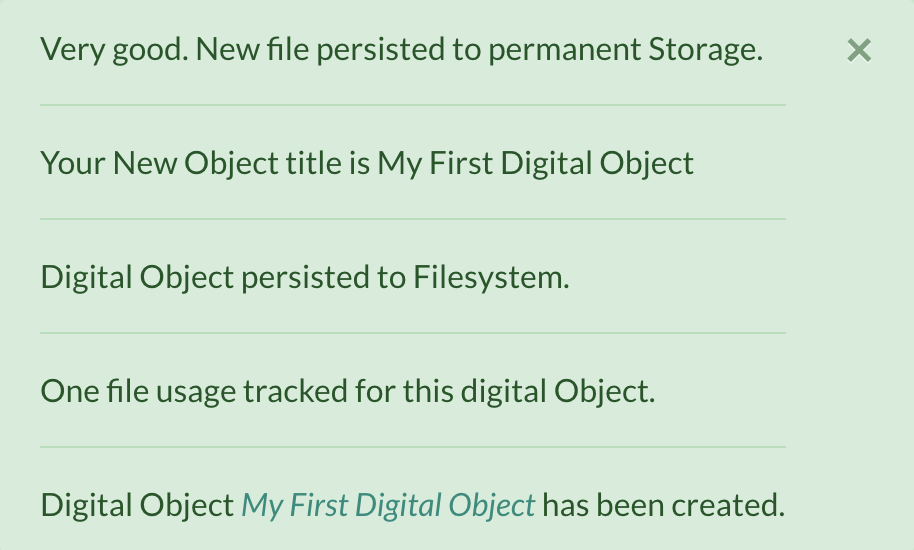 Very good. New file persisted to permanent Storage.
Your New Object title is My First Digital Object
Digital Object persisted to Filesystem.
One file usage tracked for this digital Object.
Digital Object My First Digital Object has been created.